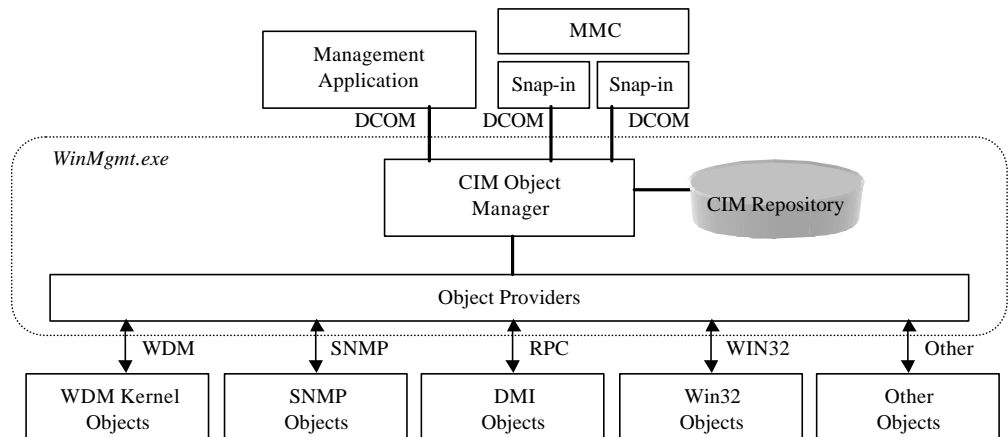 MMC
Management
Application
Snap-in
Snap-in
DCOM
DCOM
DCOM
WinMgmt.exe
CIM Object
Manager
CIM Repository
Object Providers
WDM
SNMP
RPC
WIN32
Other
WDM Kernel
Objects
SNMP
Objects
DMI
Objects
Win32
Objects
Other
Objects